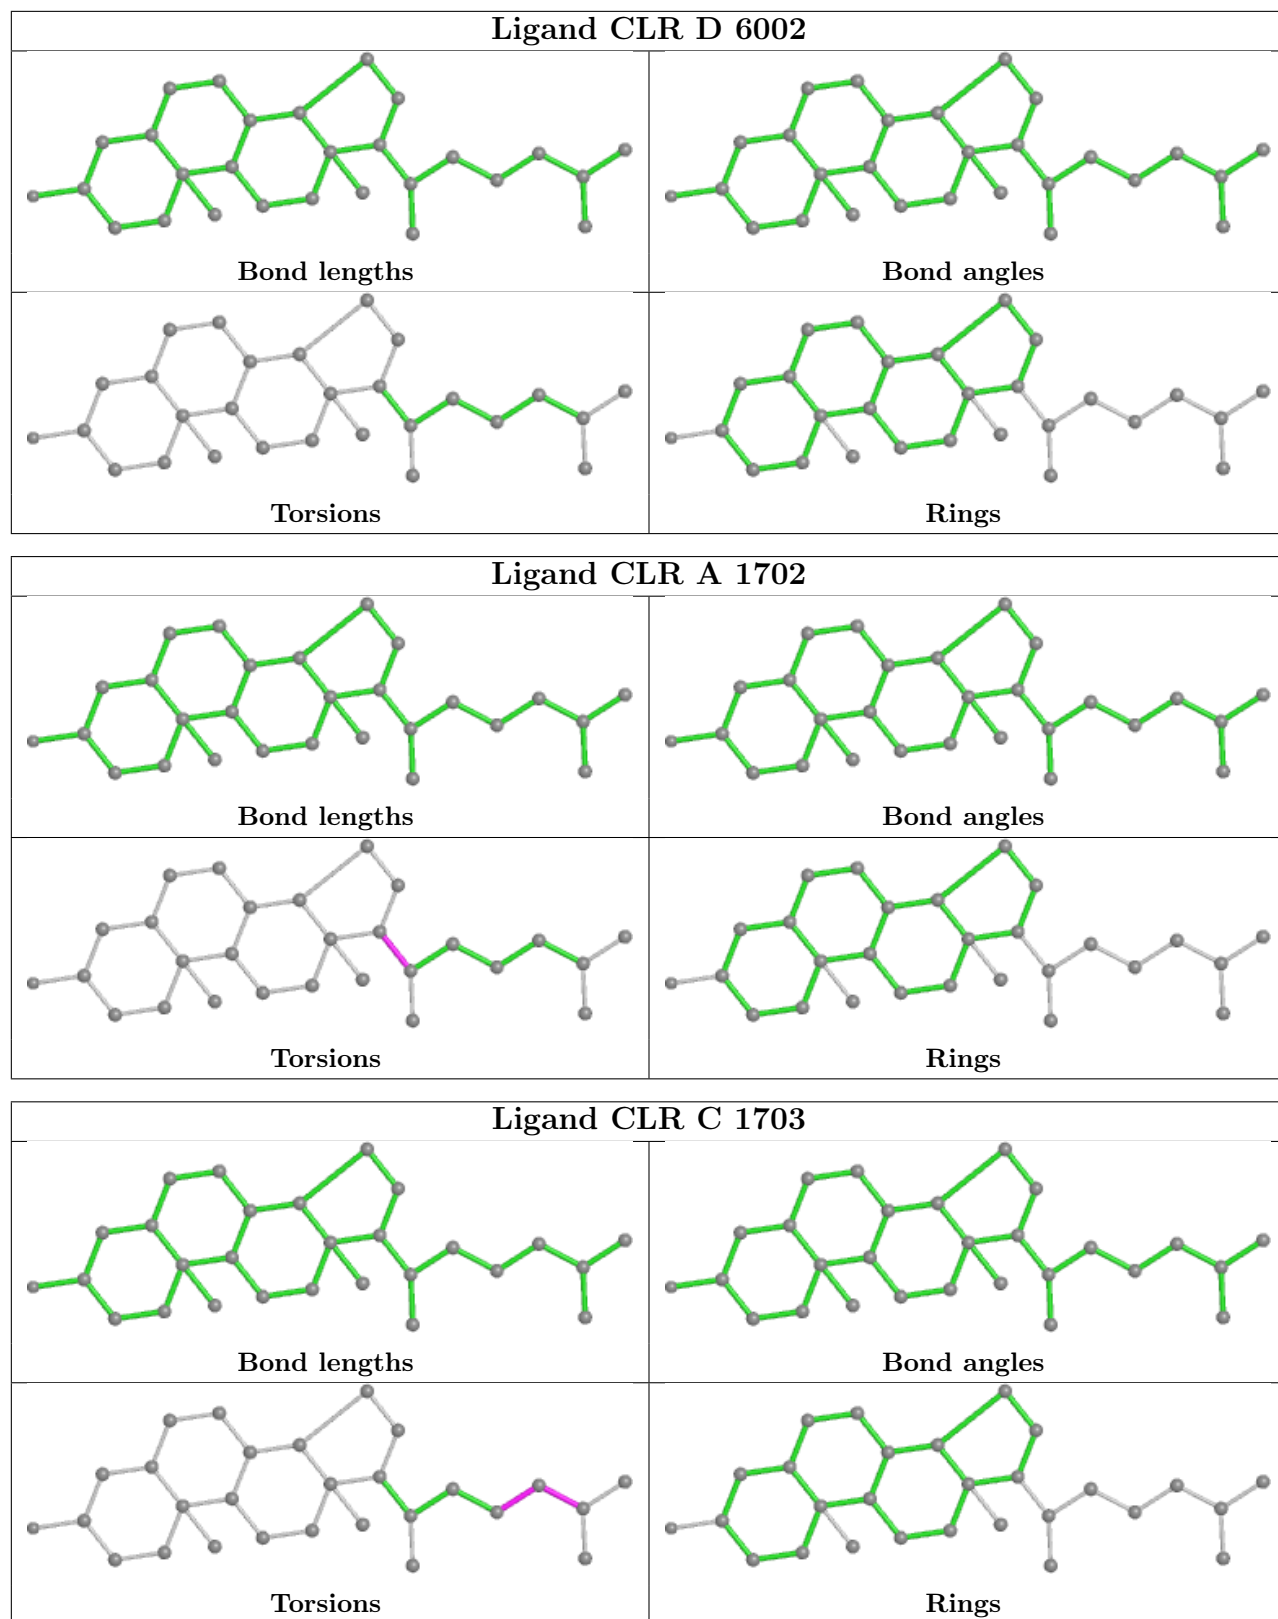 Ligand CLR D 6002
Bond lengths
Bond angles
Torsions
Rings
Ligand CLR A 1702
Bond lengths
Bond angles
Torsions
Rings
Ligand CLR C 1703
Bond lengths
Bond angles
Torsions
Rings